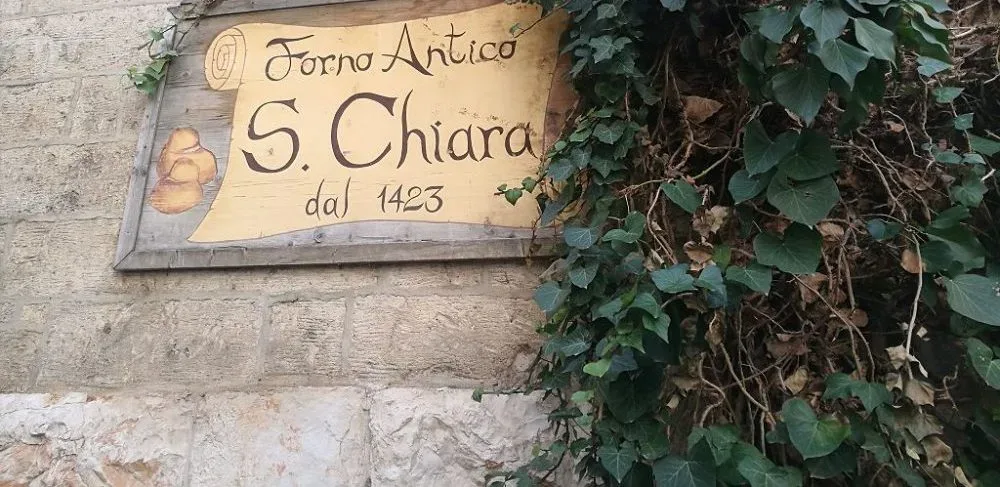 Forno Antico
S. Chiara
dal 1423